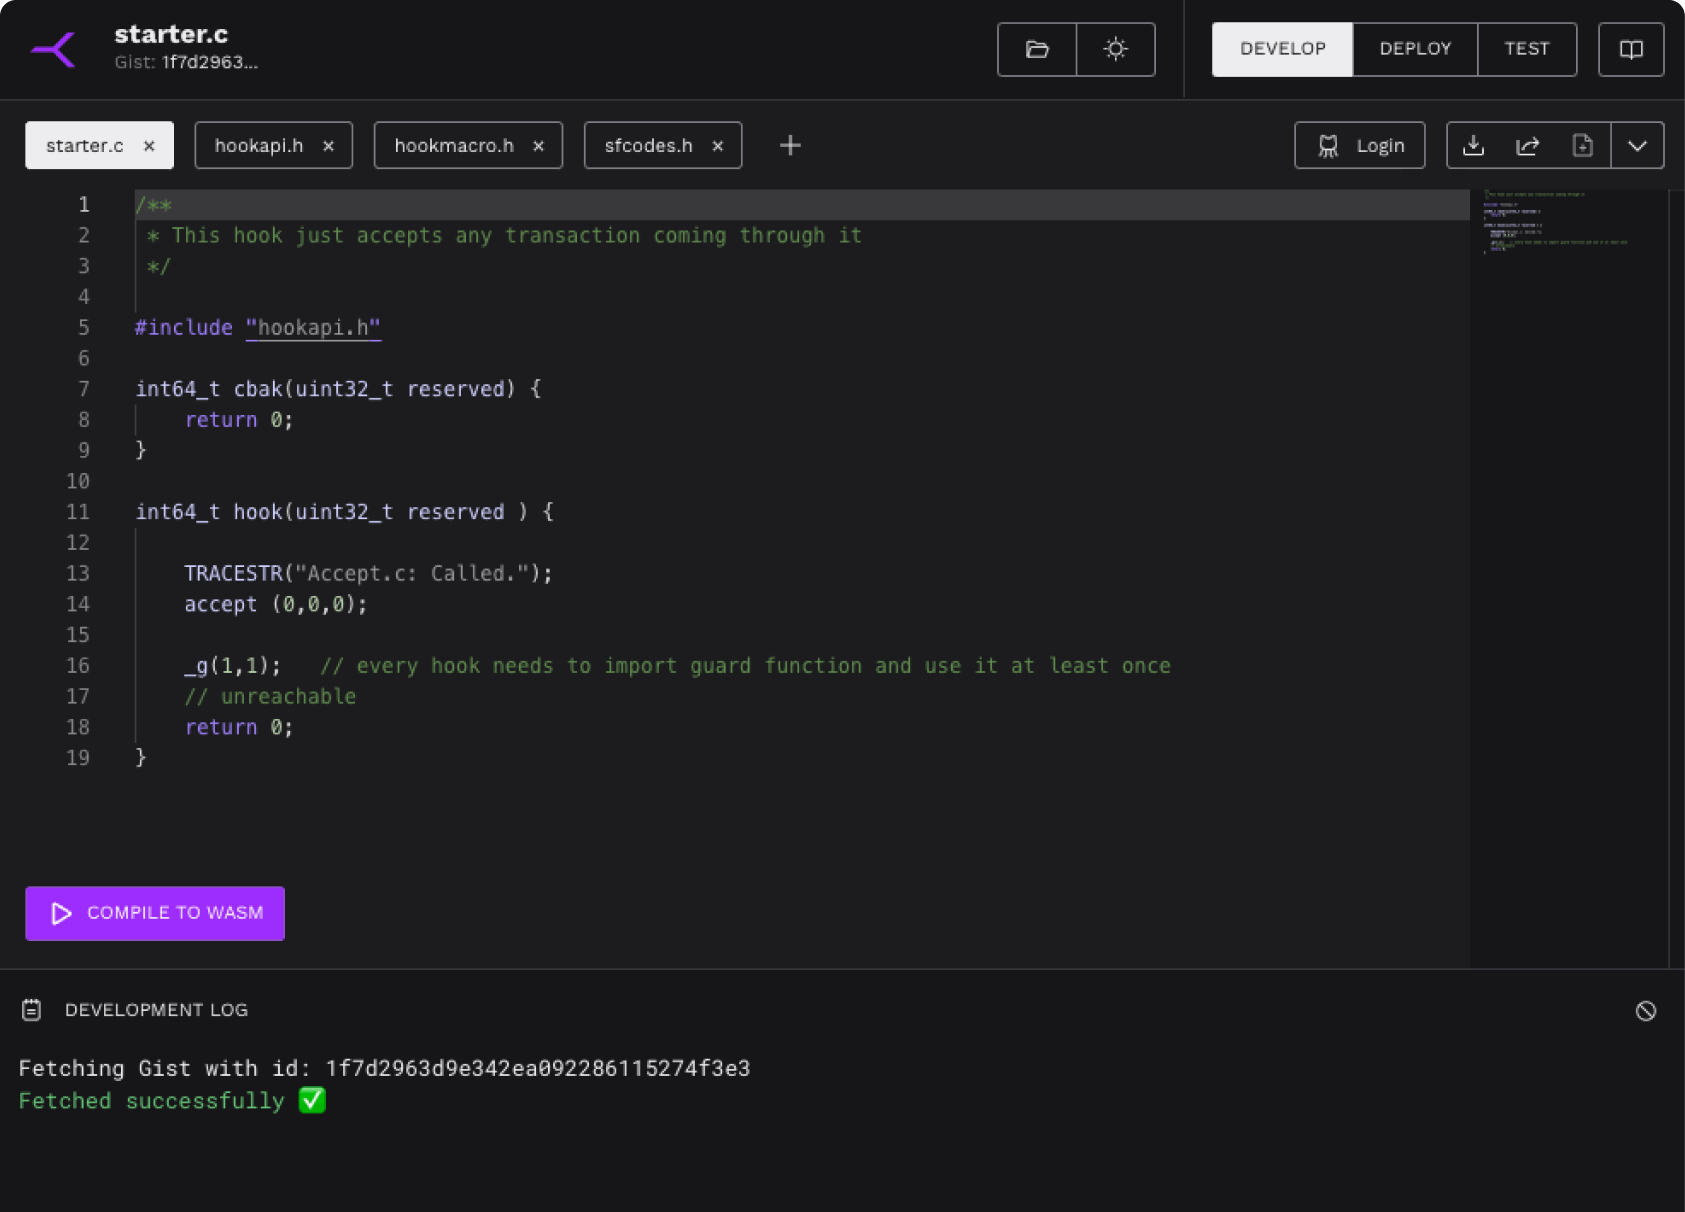 starter.c
Gist: 1f7d2963...
DEVELOP DEPLOY TEST
starter.c × hookapi.h × hookmacro.h × sfcodes.h × + Login
1 /**
2 * This hook just accepts any transaction coming through it
3 */
4
5 #include "hookapi.h"
6
7 int64_t cbak(uint32_t reserved) {
8 return 0;
9 }
10
11 int64_t hook(uint32_t reserved ) {
12
13 TRACESTR("Accept.c: Called.");
14 accept (0,0,0);
15
16 _g(1,1); // every hook needs to import guard function and use it at least once
17 // unreachable
18 return 0;
19 }
COMPILE TO WASM
DEVELOPMENT LOG
Fetching Gist with id: 1f7d2963d9e342ea092286115274f3e3
Fetched successfully ✅